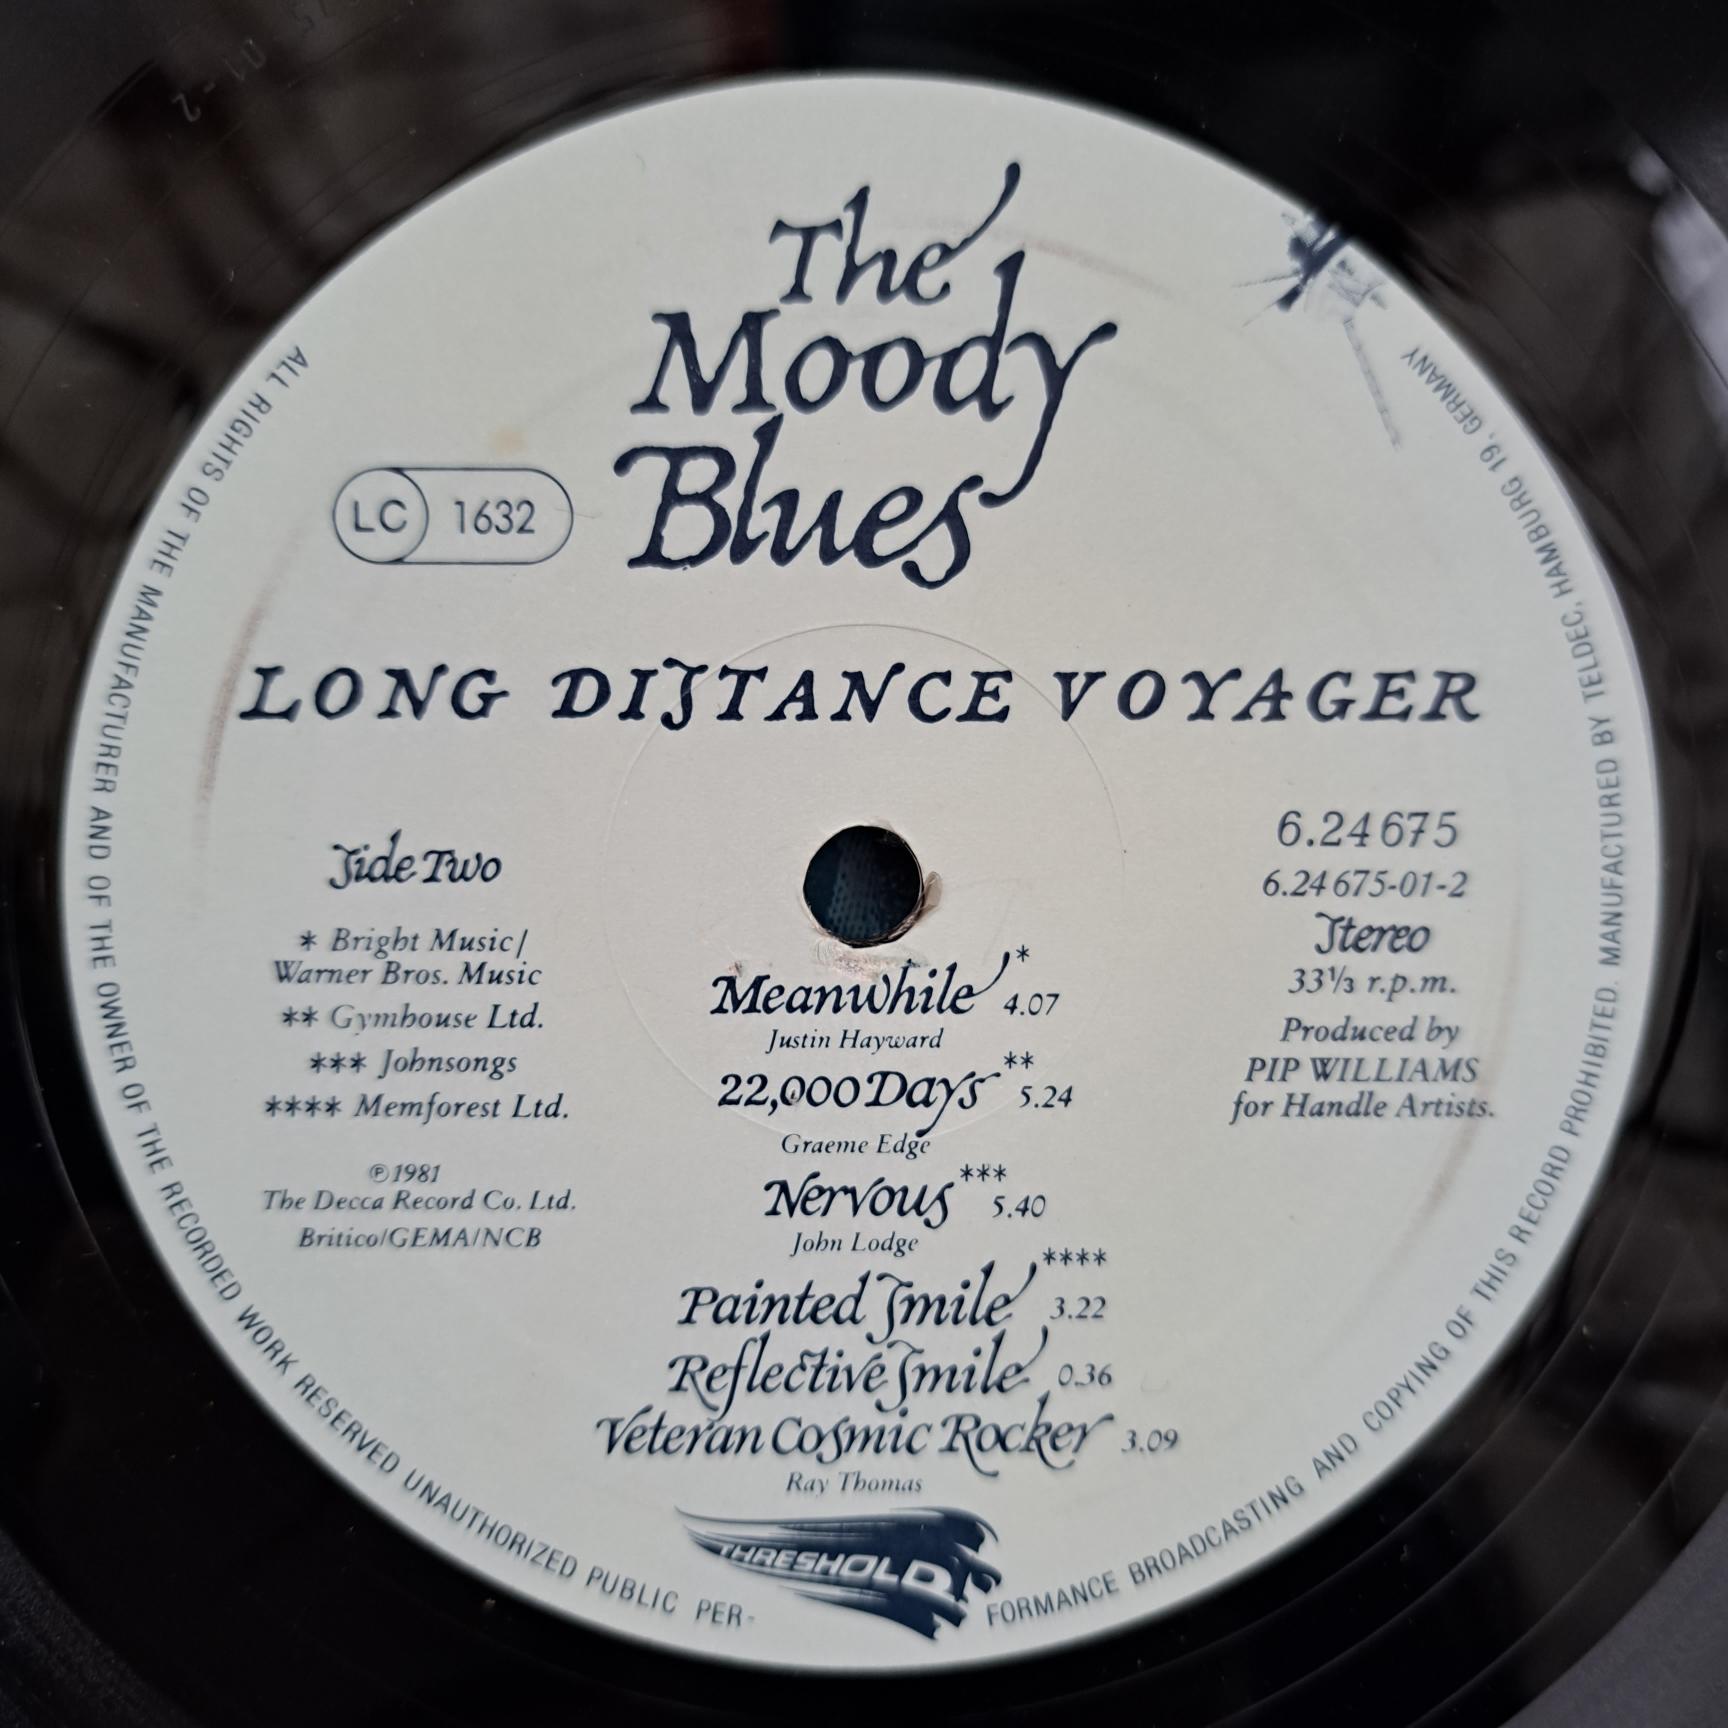 The
Moody
Blues
LC 1632
LONG DISTANCE VOYAGER
Side Two
* Bright Music/
Warner Bros. Music
** Gymhouse Ltd.
*** Johnsongs
**** Memforest Ltd.
℗1981
The Decca Record Co. Ltd.
Britico/GEMA/NCB
6.24675
6.24675-01-2
Stereo
33⅓ r.p.m.
Produced by
PIP WILLIAMS
for Handle Artists.
Meanwhile * 4.07
Justin Hayward
22,000 Days ** 5.24
Graeme Edge
Nervous *** 5.40
John Lodge
Painted Smile **** 3.22
Reflective Smile 0.36
Veteran Cosmic Rocker 3.09
Ray Thomas
THRESHOLD
ALL RIGHTS OF THE MANUFACTURER AND OF THE OWNER OF THE RECORDED WORK RESERVED UNAUTHORIZED PUBLIC PER-FORMANCE BROADCASTING AND COPYING OF THIS RECORD PROHIBITED. MANUFACTURED BY TELDEC, HAMBURG 19, GERMANY